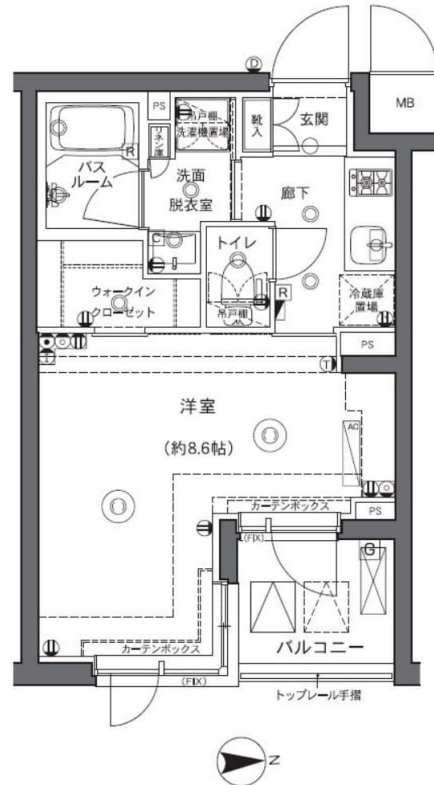 D
PS
吊戸棚
洗濯機置場
靴入
玄関
MB
リネン庫
R
バス
ルーム
洗面
脱衣室
廊下
C
トイレ
ウォークイン
クローゼット
吊戸棚
R
冷蔵庫
置場
PS
T
洋室
(約8.6帖)
AC
カーテンボックス
PS
(FIX)
G
バルコニー
カーテンボックス
(FIX)
トップレール手摺
N